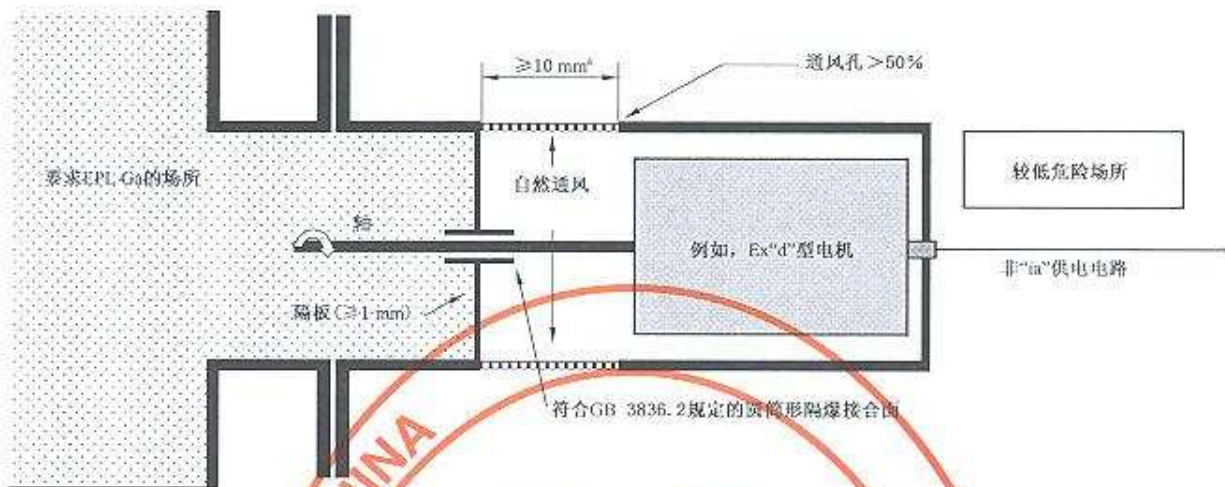 ≥10 mmª
通风孔>50%
要求EPL Ga的场所
自然通风
较低危险场所
轴
例如，Ex“d”型电机
非“ia”供电电路
隔板(≥1 mm)
符合GB 3836.2规定的圆筒形隔爆接合面
INA